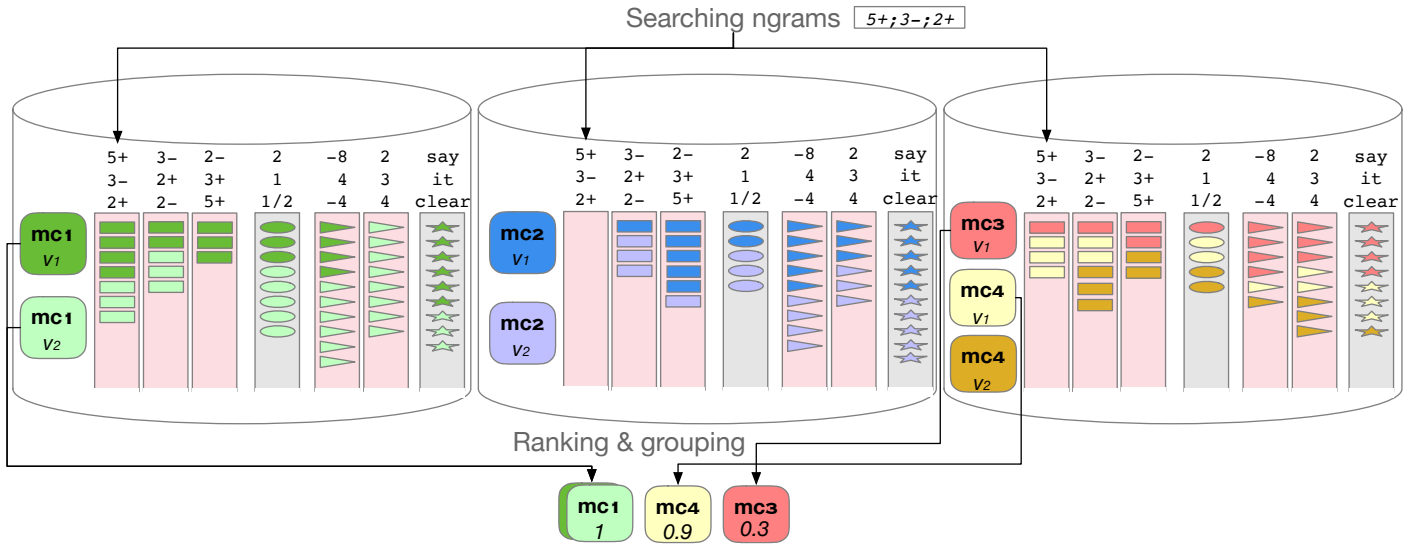 Searching ngrams 5+;3-;2+
5+ 3- 2- 2 -8 2 say
3- 2+ 3+ 1 4 3 it
2+ 2- 5+ 1/2 -4 4 clear
mc1
v1
mc1
v2
5+ 3- 2- 2 -8 2 say
3- 2+ 3+ 1 4 3 it
2+ 2- 5+ 1/2 -4 4 clear
mc2
v1
mc2
v2
5+ 3- 2- 2 -8 2 say
3- 2+ 3+ 1 4 3 it
2+ 2- 5+ 1/2 -4 4 clear
mc3
v1
mc4
v1
mc4
v2
Ranking & grouping
mc1 mc4 mc3
1 0.9 0.3